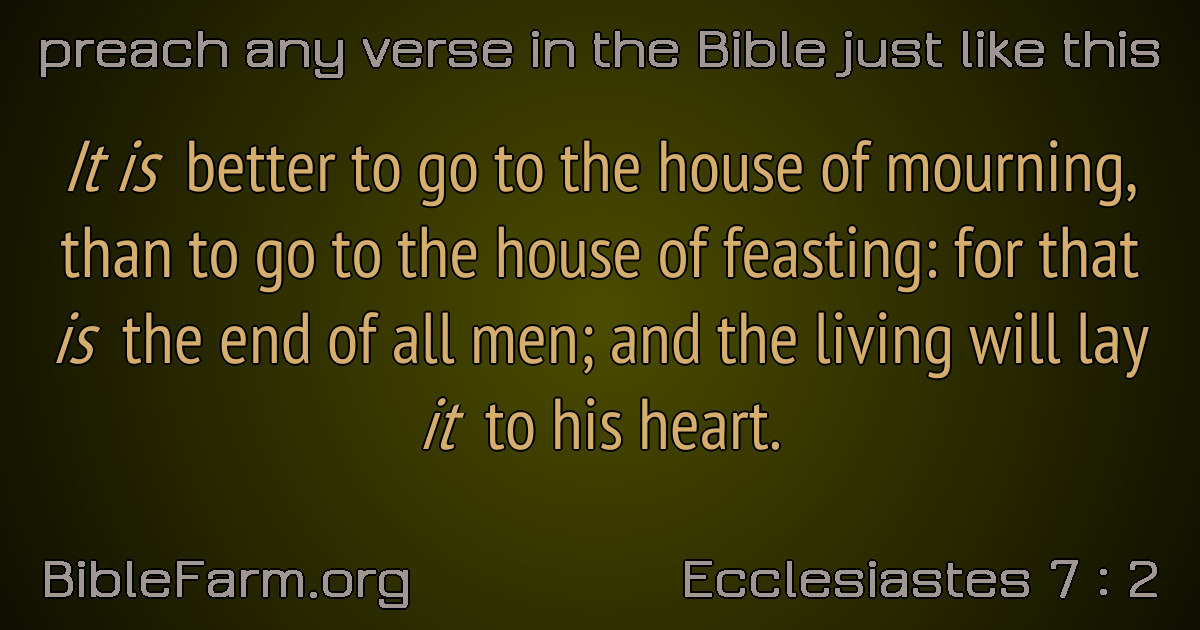 preach any verse in the Bible just like this
It is better to go to the house of mourning,
than to go to the house of feasting: for that
is the end of all men; and the living will lay
it to his heart.
BibleFarm.org
Ecclesiastes 7 : 2